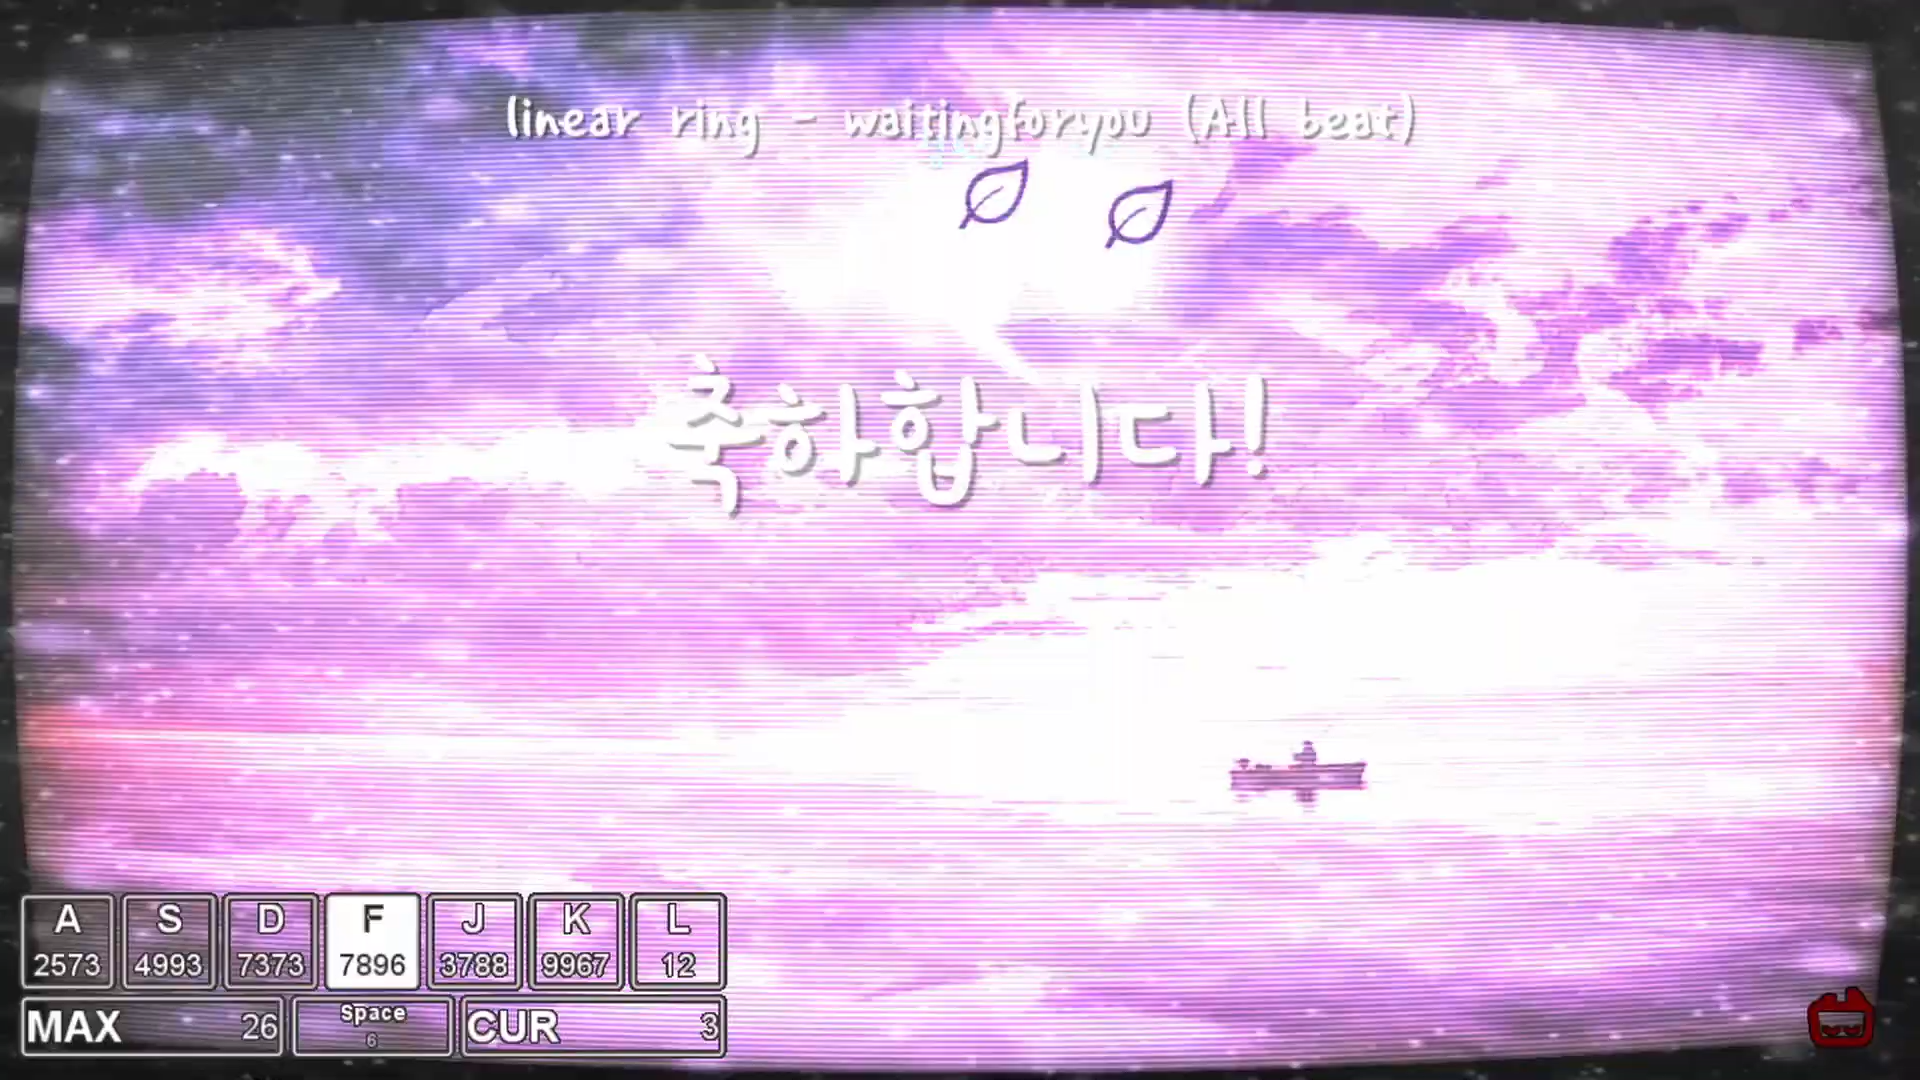 linear ring - waitingforyou (All beat)
축하합니다!
A S D F J K L
2573 4993 7373 7896 3788 9967 12
MAX 26 Space 6 CUR 3